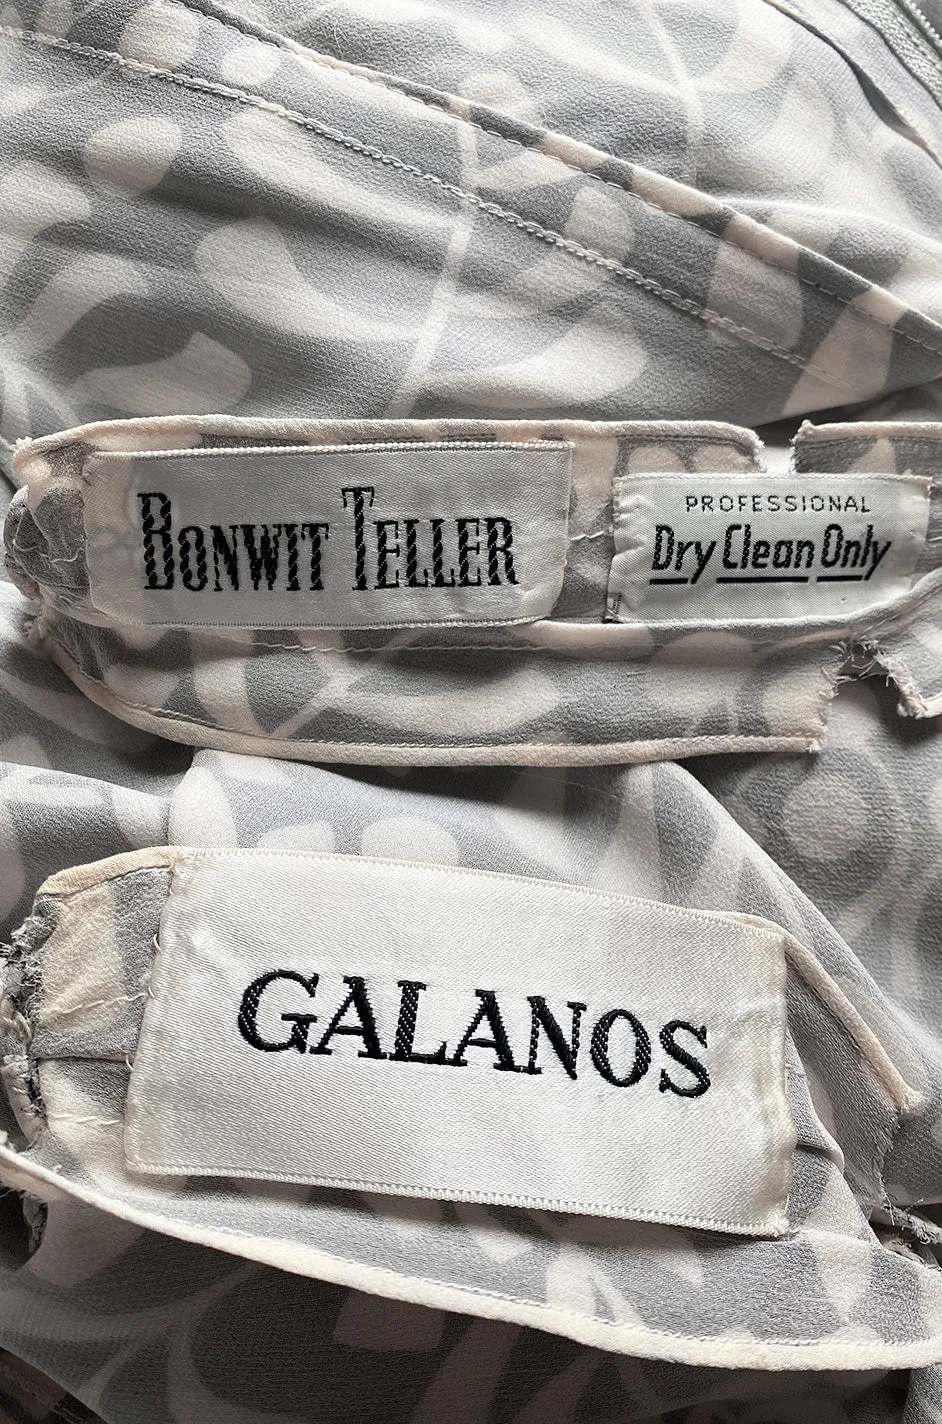 BONWIT TELLER
PROFESSIONAL
Dry Clean Only
GALANOS